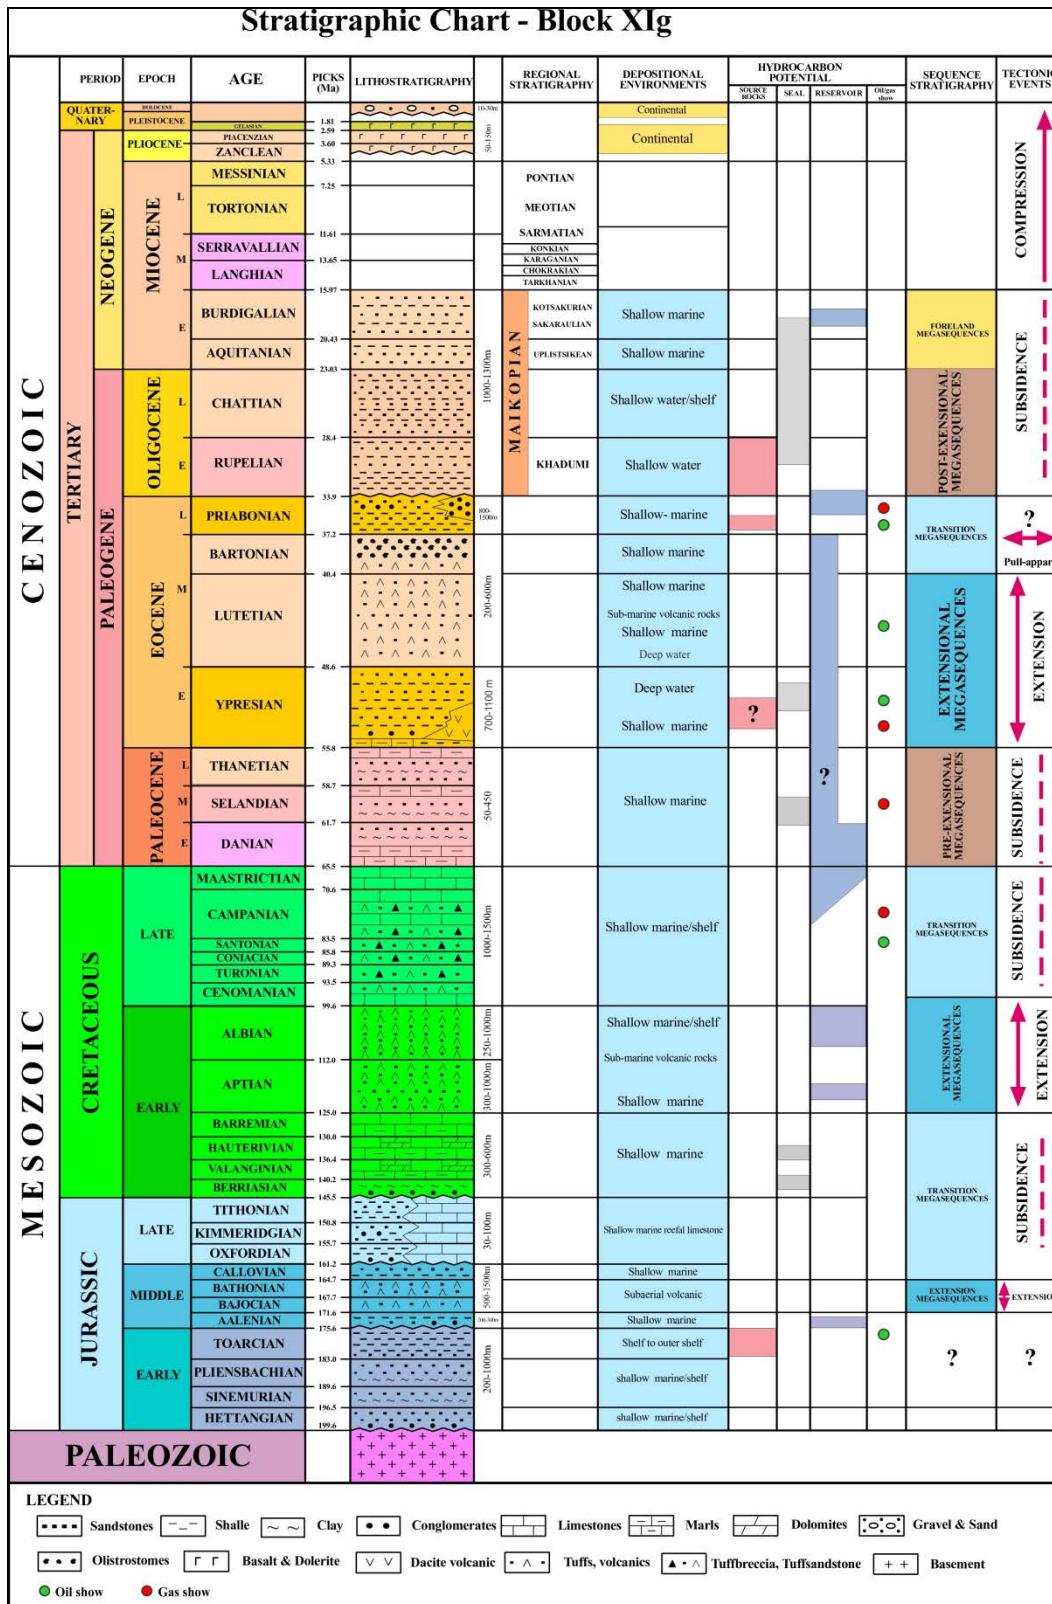 Stratigraphic Chart - Block XIg
PERIOD
EPOCH
AGE
PICKS
(Ma)
LITHOSTRATIGRAPHY
REGIONAL
STRATIGRAPHY
DEPOSITIONAL
ENVIRONMENTS
HYDROCARBON
POTENTIAL
SOURCE
ROCKS
SEAL
RESERVOIR
Oil/gas
show
SEQUENCE
STRATIGRAPHY
TECTONIC
EVENTS
CENOZOIC
MESOZOIC
PALEOZOIC
QUATER-
NARY
TERTIARY
NEOGENE
PALEOGENE
CRETACEOUS
JURASSIC
HOLOCENE
PLEISTOCENE
PLIOCENE
MIOCENE
L
M
E
OLIGOCENE
L
E
EOCENE
L
M
E
PALEOCENE
L
M
E
LATE
EARLY
LATE
MIDDLE
EARLY
GELASIAN
PIACENZIAN
ZANCLEAN
MESSINIAN
TORTONIAN
SERRAVALLIAN
LANGHIAN
BURDIGALIAN
AQUITANIAN
CHATTIAN
RUPELIAN
PRIABONIAN
BARTONIAN
LUTETIAN
YPRESIAN
THANETIAN
SELANDIAN
DANIAN
MAASTRICTIAN
CAMPANIAN
SANTONIAN
CONIACIAN
TURONIAN
CENOMANIAN
ALBIAN
APTIAN
BARREMIAN
HAUTERIVIAN
VALANGINIAN
BERRIASIAN
TITHONIAN
KIMMERIDGIAN
OXFORDIAN
CALLOVIAN
BATHONIAN
BAJOCIAN
AALENIAN
TOARCIAN
PLIENSBACHIAN
SINEMURIAN
HETTANGIAN
1.81
2.59
3.60
5.33
7.25
11.61
13.65
15.97
20.43
23.03
28.4
33.9
37.2
40.4
48.6
55.8
58.7
61.7
65.5
70.6
83.5
85.8
89.3
93.5
99.6
112.0
125.0
130.0
136.4
140.2
145.5
150.8
155.7
161.2
164.7
167.7
171.6
175.6
183.0
189.6
196.5
199.6
10-30m
50-150m
1000-1300m
800-
1500m
200-600m
700-1100 m
50-450
1000-1500m
250-1000m
300-1000m
300-600m
30-100m
500-1500m
200-300m
200-1000m
PONTIAN
MEOTIAN
SARMATIAN
KONKIAN
KARAGANIAN
CHOKRAKIAN
TARKHANIAN
MAIKOPIAN
KOTSAKURIAN
SAKARAULIAN
UPLISTSIKEAN
KHADUMI
Continental
Continental
Shallow marine
Shallow marine
Shallow water/shelf
Shallow water
Shallow- marine
Shallow marine
Shallow marine
Sub-marine volcanic rocks
Shallow marine
Deep water
Deep water
Shallow marine
Shallow marine
Shallow marine/shelf
Shallow marine/shelf
Sub-marine volcanic rocks
Shallow marine
Shallow marine
Shallow marine reefal limestone
Shallow marine
Subaerial volcanic
Shallow marine
Shelf to outer shelf
shallow marine/shelf
shallow marine/shelf
?
?
FORELAND
MEGASEQUENCES
POST-EXENSIONAL
MEGASEQUENCES
TRANSITION
MEGASEQUENCES
EXTENSIONAL
MEGASEQUENCES
PRE-EXENSIONAL
MEGASEQUENCES
TRANSITION
MEGASEQUENCES
EXTENSIONAL
MEGASEQUENCES
TRANSITION
MEGASEQUENCES
EXTENSION
MEGASEQUENCES
?
COMPRESSION
SUBSIDENCE
?
Pull-appart
EXTENSION
SUBSIDENCE
SUBSIDENCE
EXTENSION
SUBSIDENCE
EXTENSION
?
LEGEND
Sandstones
Shalle
Clay
Conglomerates
Limestones
Marls
Dolomites
Gravel & Sand
Olistrostomes
Basalt & Dolerite
Dacite volcanic
Tuffs, volcanics
Tuffbreccia, Tuffsandstone
Basement
Oil show
Gas show